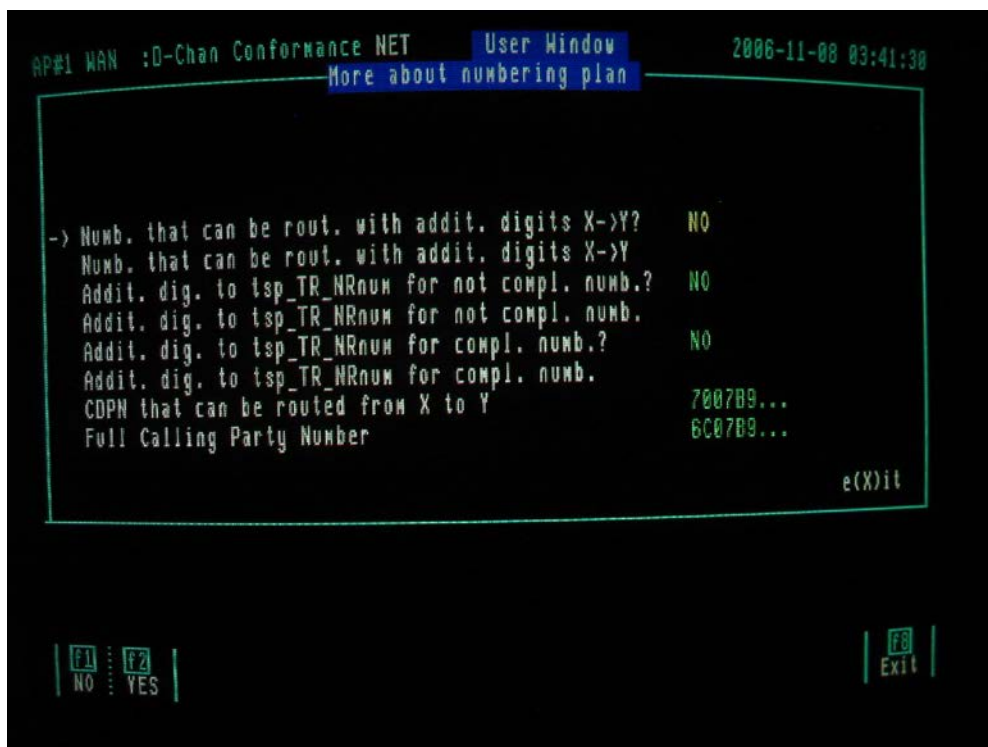 AP#1 WAN :D-Chan Conformance NET User Window 2006-11-08 03:41:30
More about numbering plan
-> Numb. that can be rout. with addit. digits X->Y? NO
Numb. that can be rout. with addit. digits X->Y
Addit. dig. to tsp_TR_NRnum for not compl. numb.? NO
Addit. dig. to tsp_TR_NRnum for not compl. numb.
Addit. dig. to tsp_TR_NRnum for compl. numb.? NO
Addit. dig. to tsp_TR_NRnum for compl. numb.
CDPN that can be routed from X to Y 7007B9...
Full Calling Party Number 6C07B9...
e(X)it
f1 f2 f8
NO YES Exit